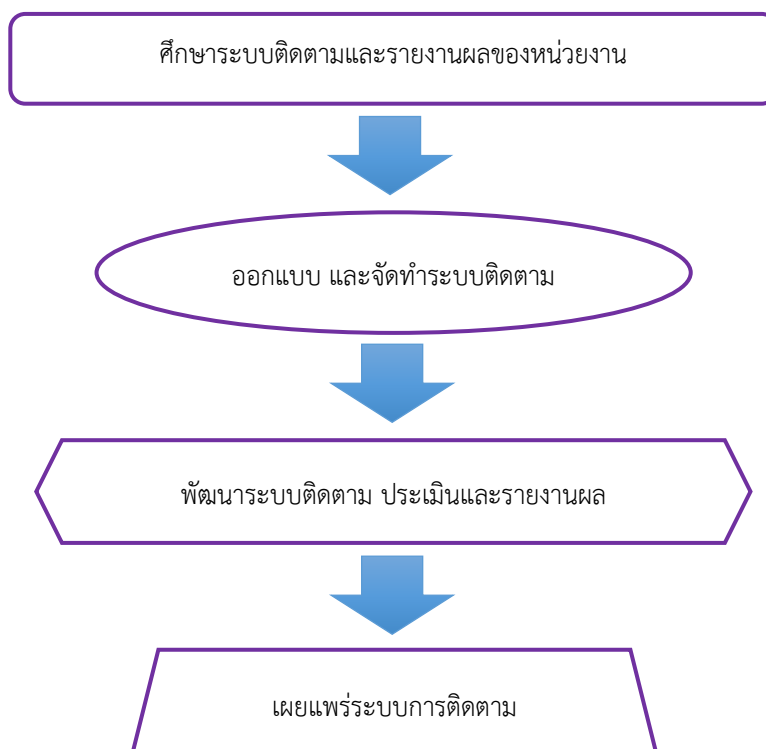 ศึกษาระบบติดตามและรายงานผลของหน่วยงาน
ออกแบบ และจัดทำระบบติดตาม
พัฒนาระบบติดตาม ประเมินและรายงานผล
เผยแพร่ระบบการติดตาม